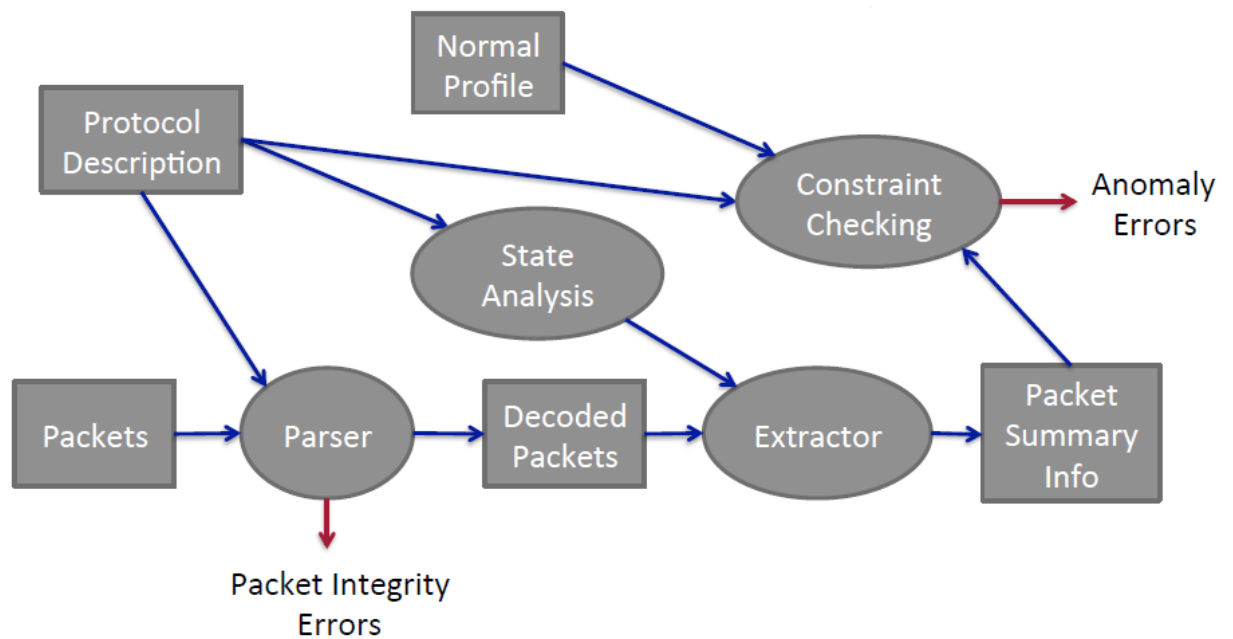 Normal
Profile
Protocol
Description
Constraint
Checking
Anomaly
Errors
State
Analysis
Packets
Parser
Decoded
Packets
Extractor
Packet
Summary
Info
Packet Integrity
Errors